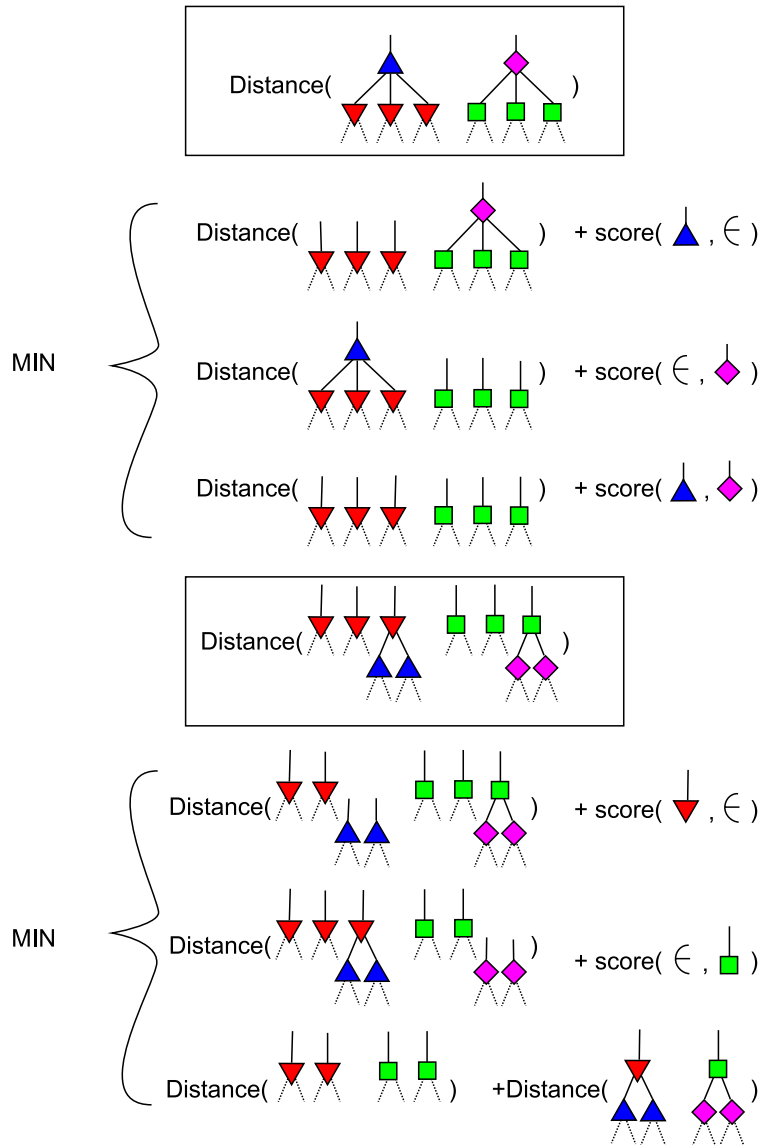 Distance( )
Distance( ) + score( , ∈ )
MIN
Distance( ) + score( ∈ , )
Distance( ) + score( , )
Distance( )
Distance( ) + score( , ∈ )
MIN
Distance( ) + score( ∈ , )
Distance( ) +Distance( )